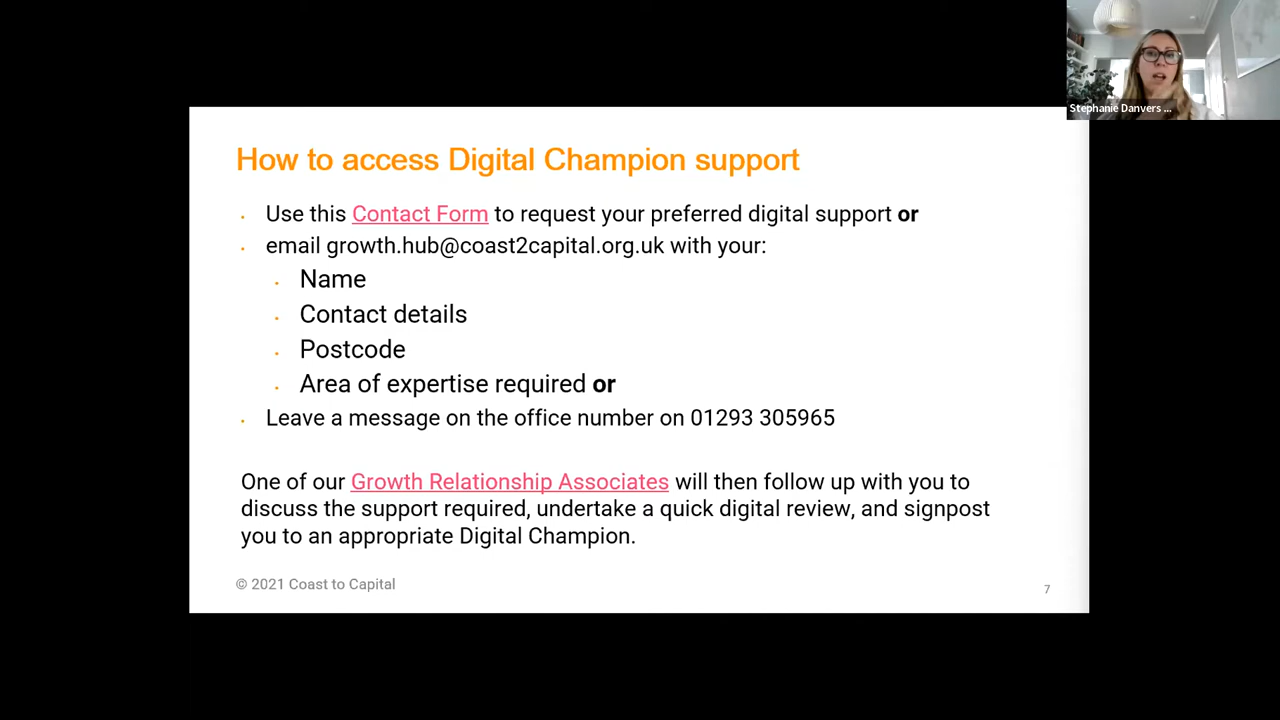 Stephanie Danvers ...
How to access Digital Champion support
Use this Contact Form to request your preferred digital support or
email growth.hub@coast2capital.org.uk with your:
Name
Contact details
Postcode
Area of expertise required or
Leave a message on the office number on 01293 305965
One of our Growth Relationship Associates will then follow up with you to
discuss the support required, undertake a quick digital review, and signpost
you to an appropriate Digital Champion.
© 2021 Coast to Capital
7